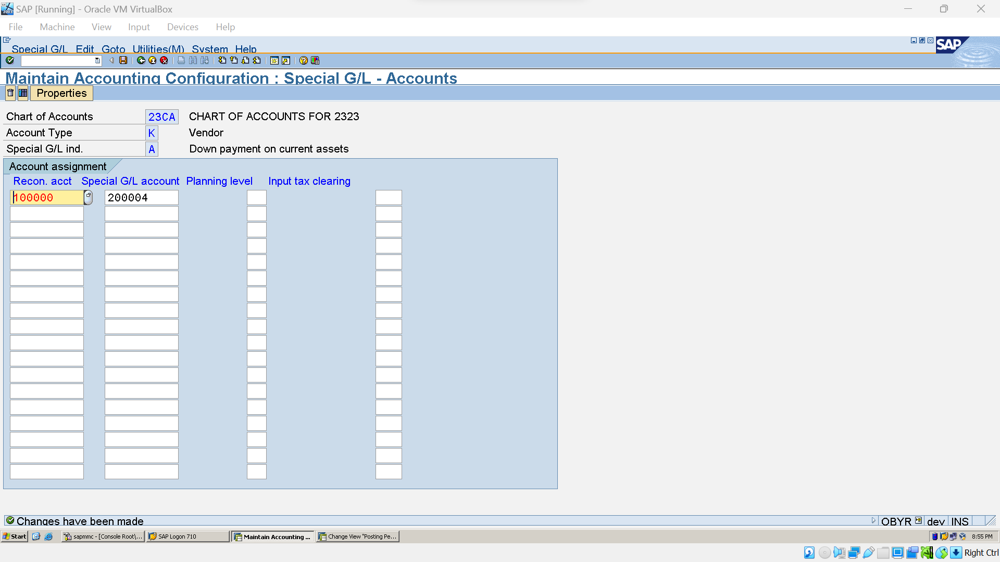 SAP [Running] - Oracle VM VirtualBox
File Machine View Input Devices Help
Special G/L Edit Goto Utilities(M) System Help
SAP
Maintain Accounting Configuration : Special G/L - Accounts
Properties
Chart of Accounts 23CA CHART OF ACCOUNTS FOR 2323
Account Type K Vendor
Special G/L ind. A Down payment on current assets
Account assignment
Recon. acct Special G/L account Planning level Input tax clearing
100000 200004
Changes have been made
OBYR dev INS
Start sapmmc - [Console Root\... SAP Logon 710 Maintain Accounting ... Change View "Posting Pe... 8:55 PM
Right Ctrl